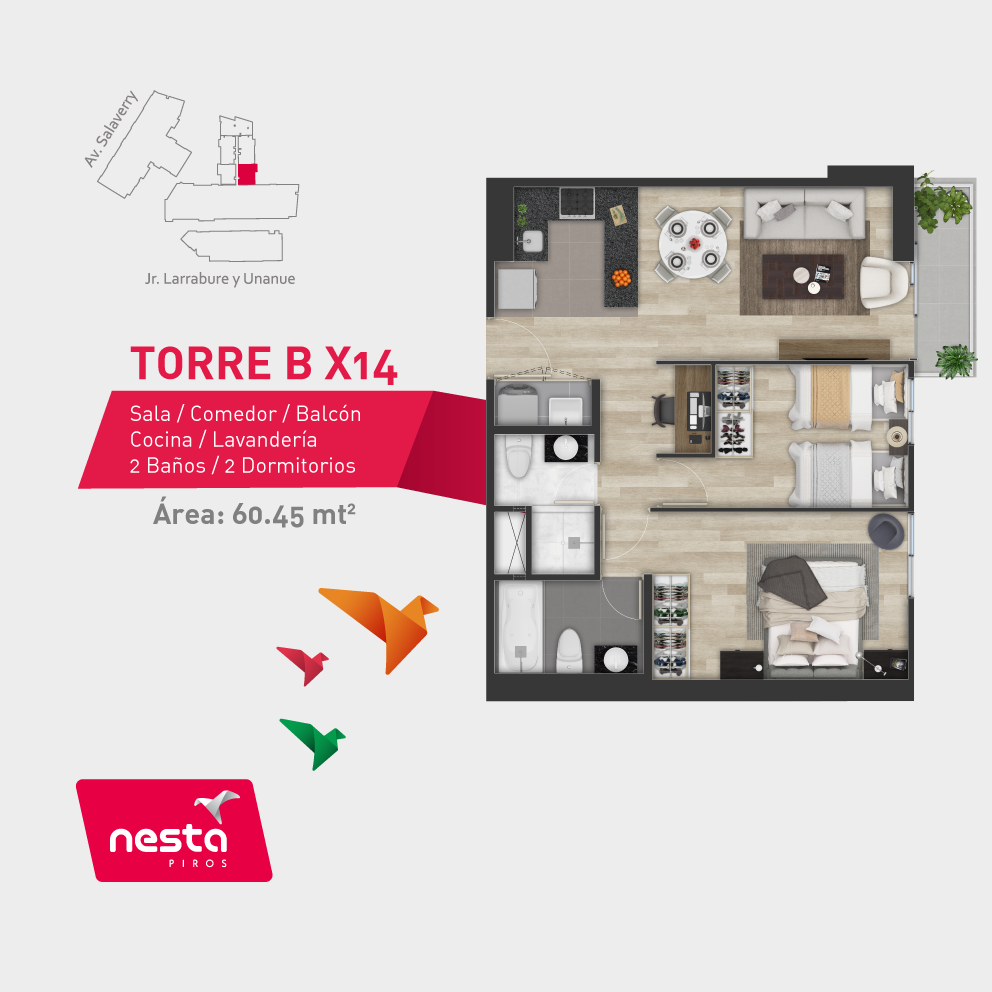 Av. Salaverry
Jr. Larrabure y Unanue
TORRE B X14
Sala / Comedor / Balcón
Cocina / Lavandería
2 Baños / 2 Dormitorios
Área: 60.45 mt²
nesta
PIROS